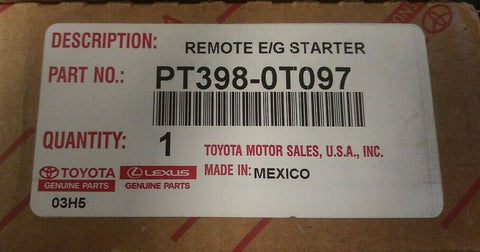 DESCRIPTION: REMOTE E/G STARTER
PART NO.: PT398-0T097
QUANTITY: 1
TOYOTA MOTOR SALES, U.S.A., INC.
TOYOTA LEXUS MADE IN: MEXICO
GENUINE PARTS GENUINE PARTS
03H5